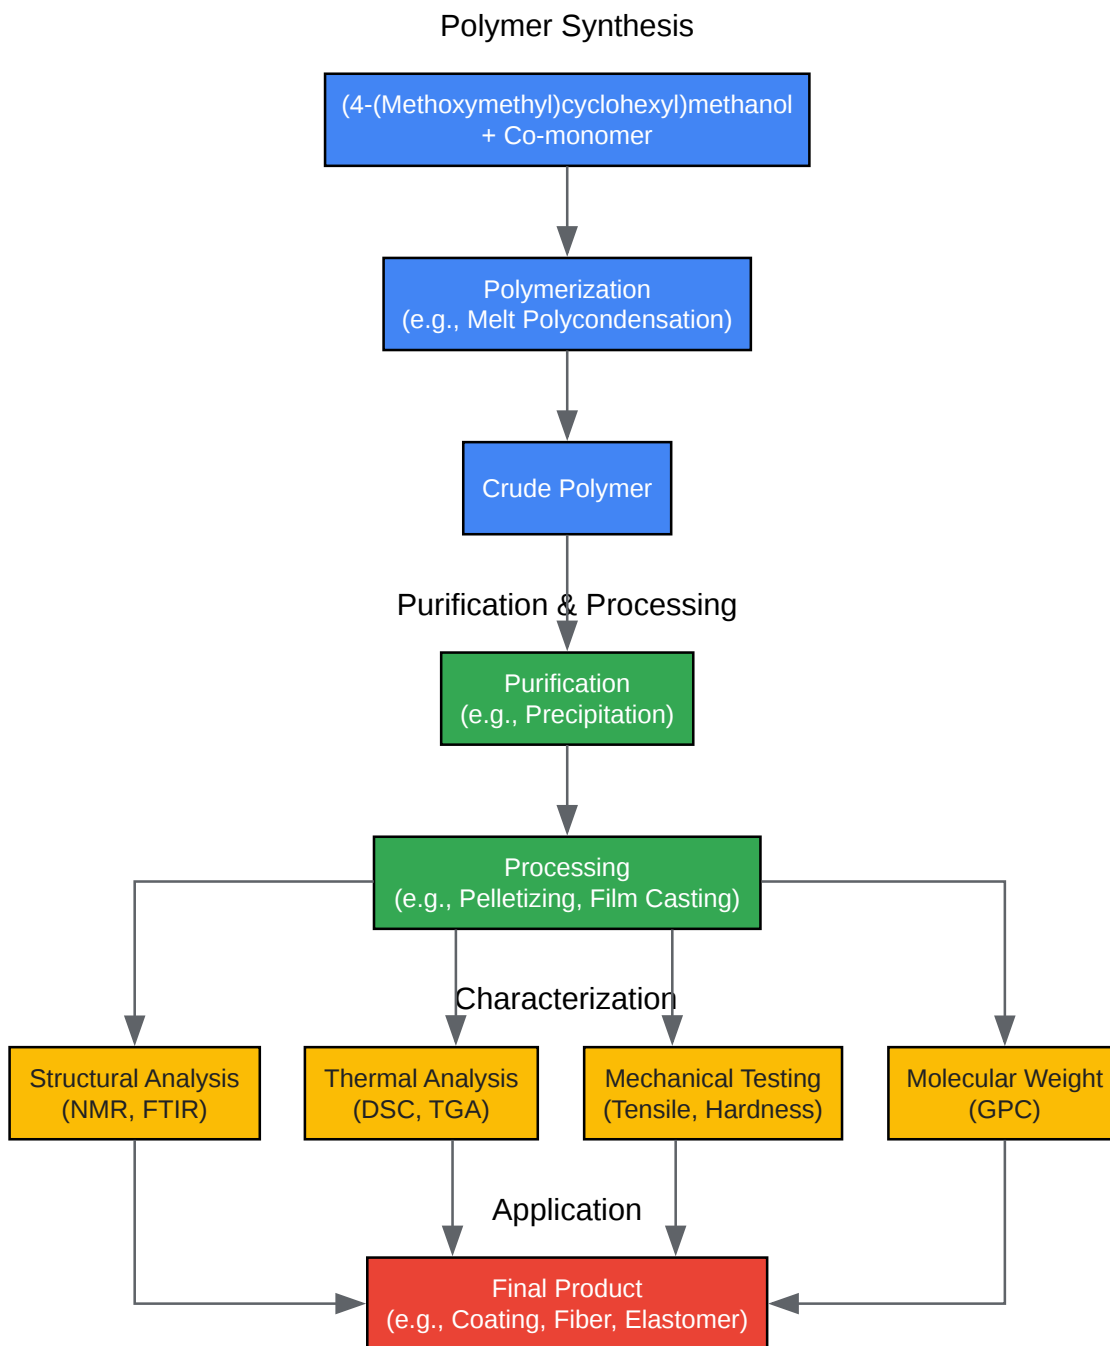 Polymer Synthesis
(4-(Methoxymethyl)cyclohexyl)methanol
+ Co-monomer
Polymerization
(e.g., Melt Polycondensation)
Crude Polymer
Purification & Processing
Purification
(e.g., Precipitation)
Processing
(e.g., Pelletizing, Film Casting)
Characterization
Structural Analysis
(NMR, FTIR)
Thermal Analysis
(DSC, TGA)
Mechanical Testing
(Tensile, Hardness)
Molecular Weight
(GPC)
Application
Final Product
(e.g., Coating, Fiber, Elastomer)